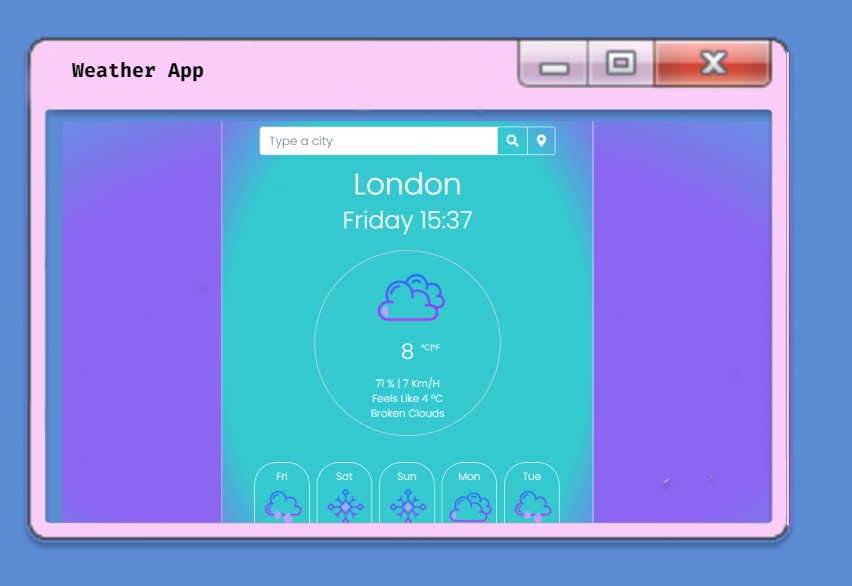 Weather App
Type a city
London
Friday 15:37
8 °C|°F
71 % | 7 Km/H
Feels Like 4 °C
Broken Clouds
Fri Sat Sun Mon Tue